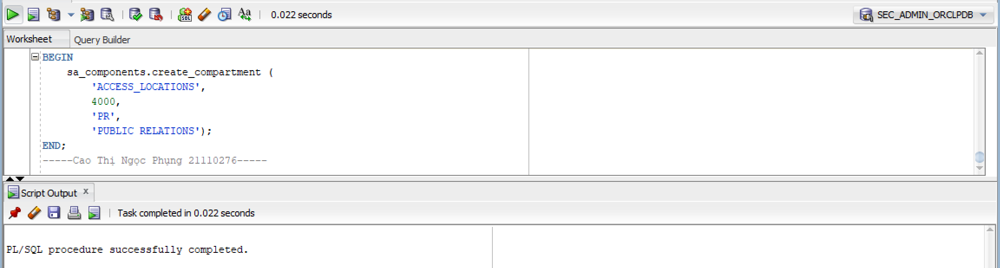 0.022 seconds
SEC_ADMIN_ORCLPDB
Worksheet
Query Builder
BEGIN
sa_components.create_compartment (
'ACCESS_LOCATIONS',
4000,
'PR',
'PUBLIC RELATIONS');
END;
-----Cao Thị Ngọc Phụng 21110276-----
Script Output x
Task completed in 0.022 seconds
PL/SQL procedure successfully completed.